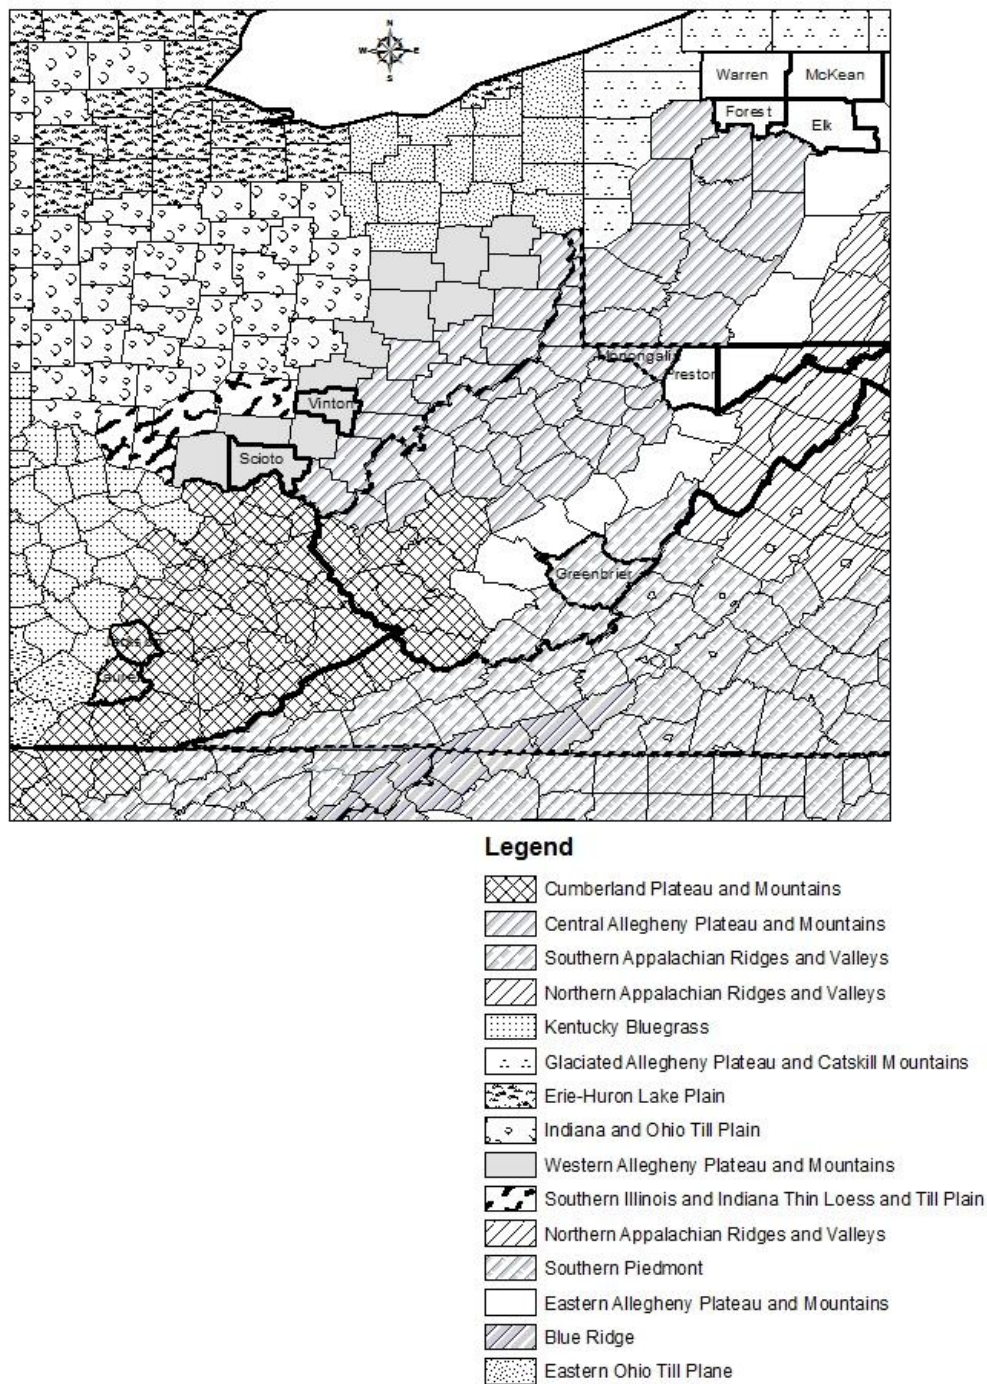 N
W E
S
Warren McKean
Forest
Elk
Monongalia
Preston
Vinton
Scioto
Greenbrier
Jackson
Laurel
Legend
Cumberland Plateau and Mountains
Central Allegheny Plateau and Mountains
Southern Appalachian Ridges and Valleys
Northern Appalachian Ridges and Valleys
Kentucky Bluegrass
Glaciated Allegheny Plateau and Catskill Mountains
Erie-Huron Lake Plain
Indiana and Ohio Till Plain
Western Allegheny Plateau and Mountains
Southern Illinois and Indiana Thin Loess and Till Plain
Northern Appalachian Ridges and Valleys
Southern Piedmont
Eastern Allegheny Plateau and Mountains
Blue Ridge
Eastern Ohio Till Plane